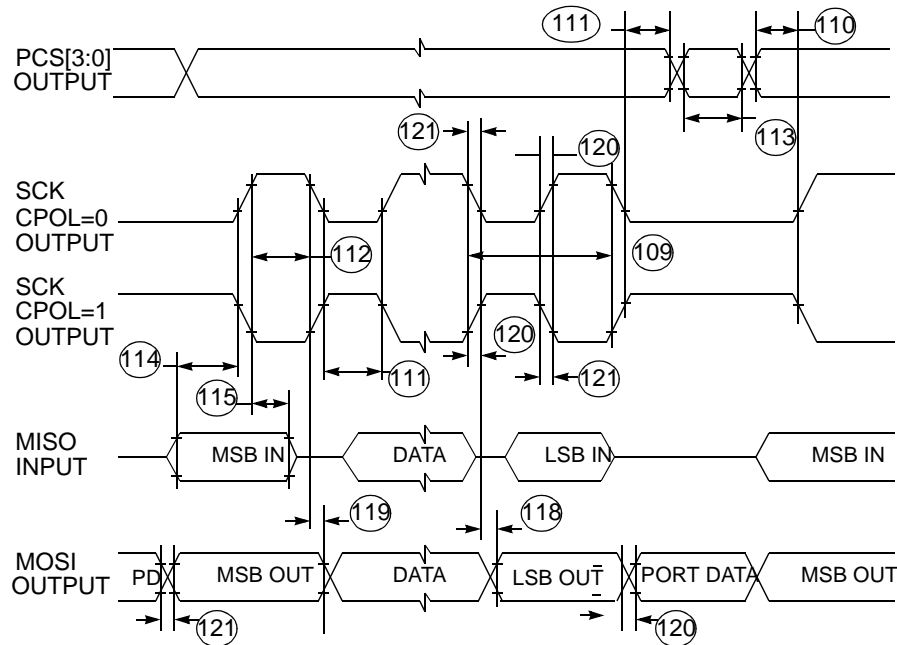 111
110
PCS[3:0]
OUTPUT
121
120
113
SCK
CPOL=0
OUTPUT
112
109
SCK
CPOL=1
OUTPUT
120
114
111
121
115
MISO
INPUT
MSB IN
DATA
LSB IN
MSB IN
119
118
MOSI
OUTPUT
PD
MSB OUT
DATA
LSB OUT
PORT DATA
MSB OUT
121
120